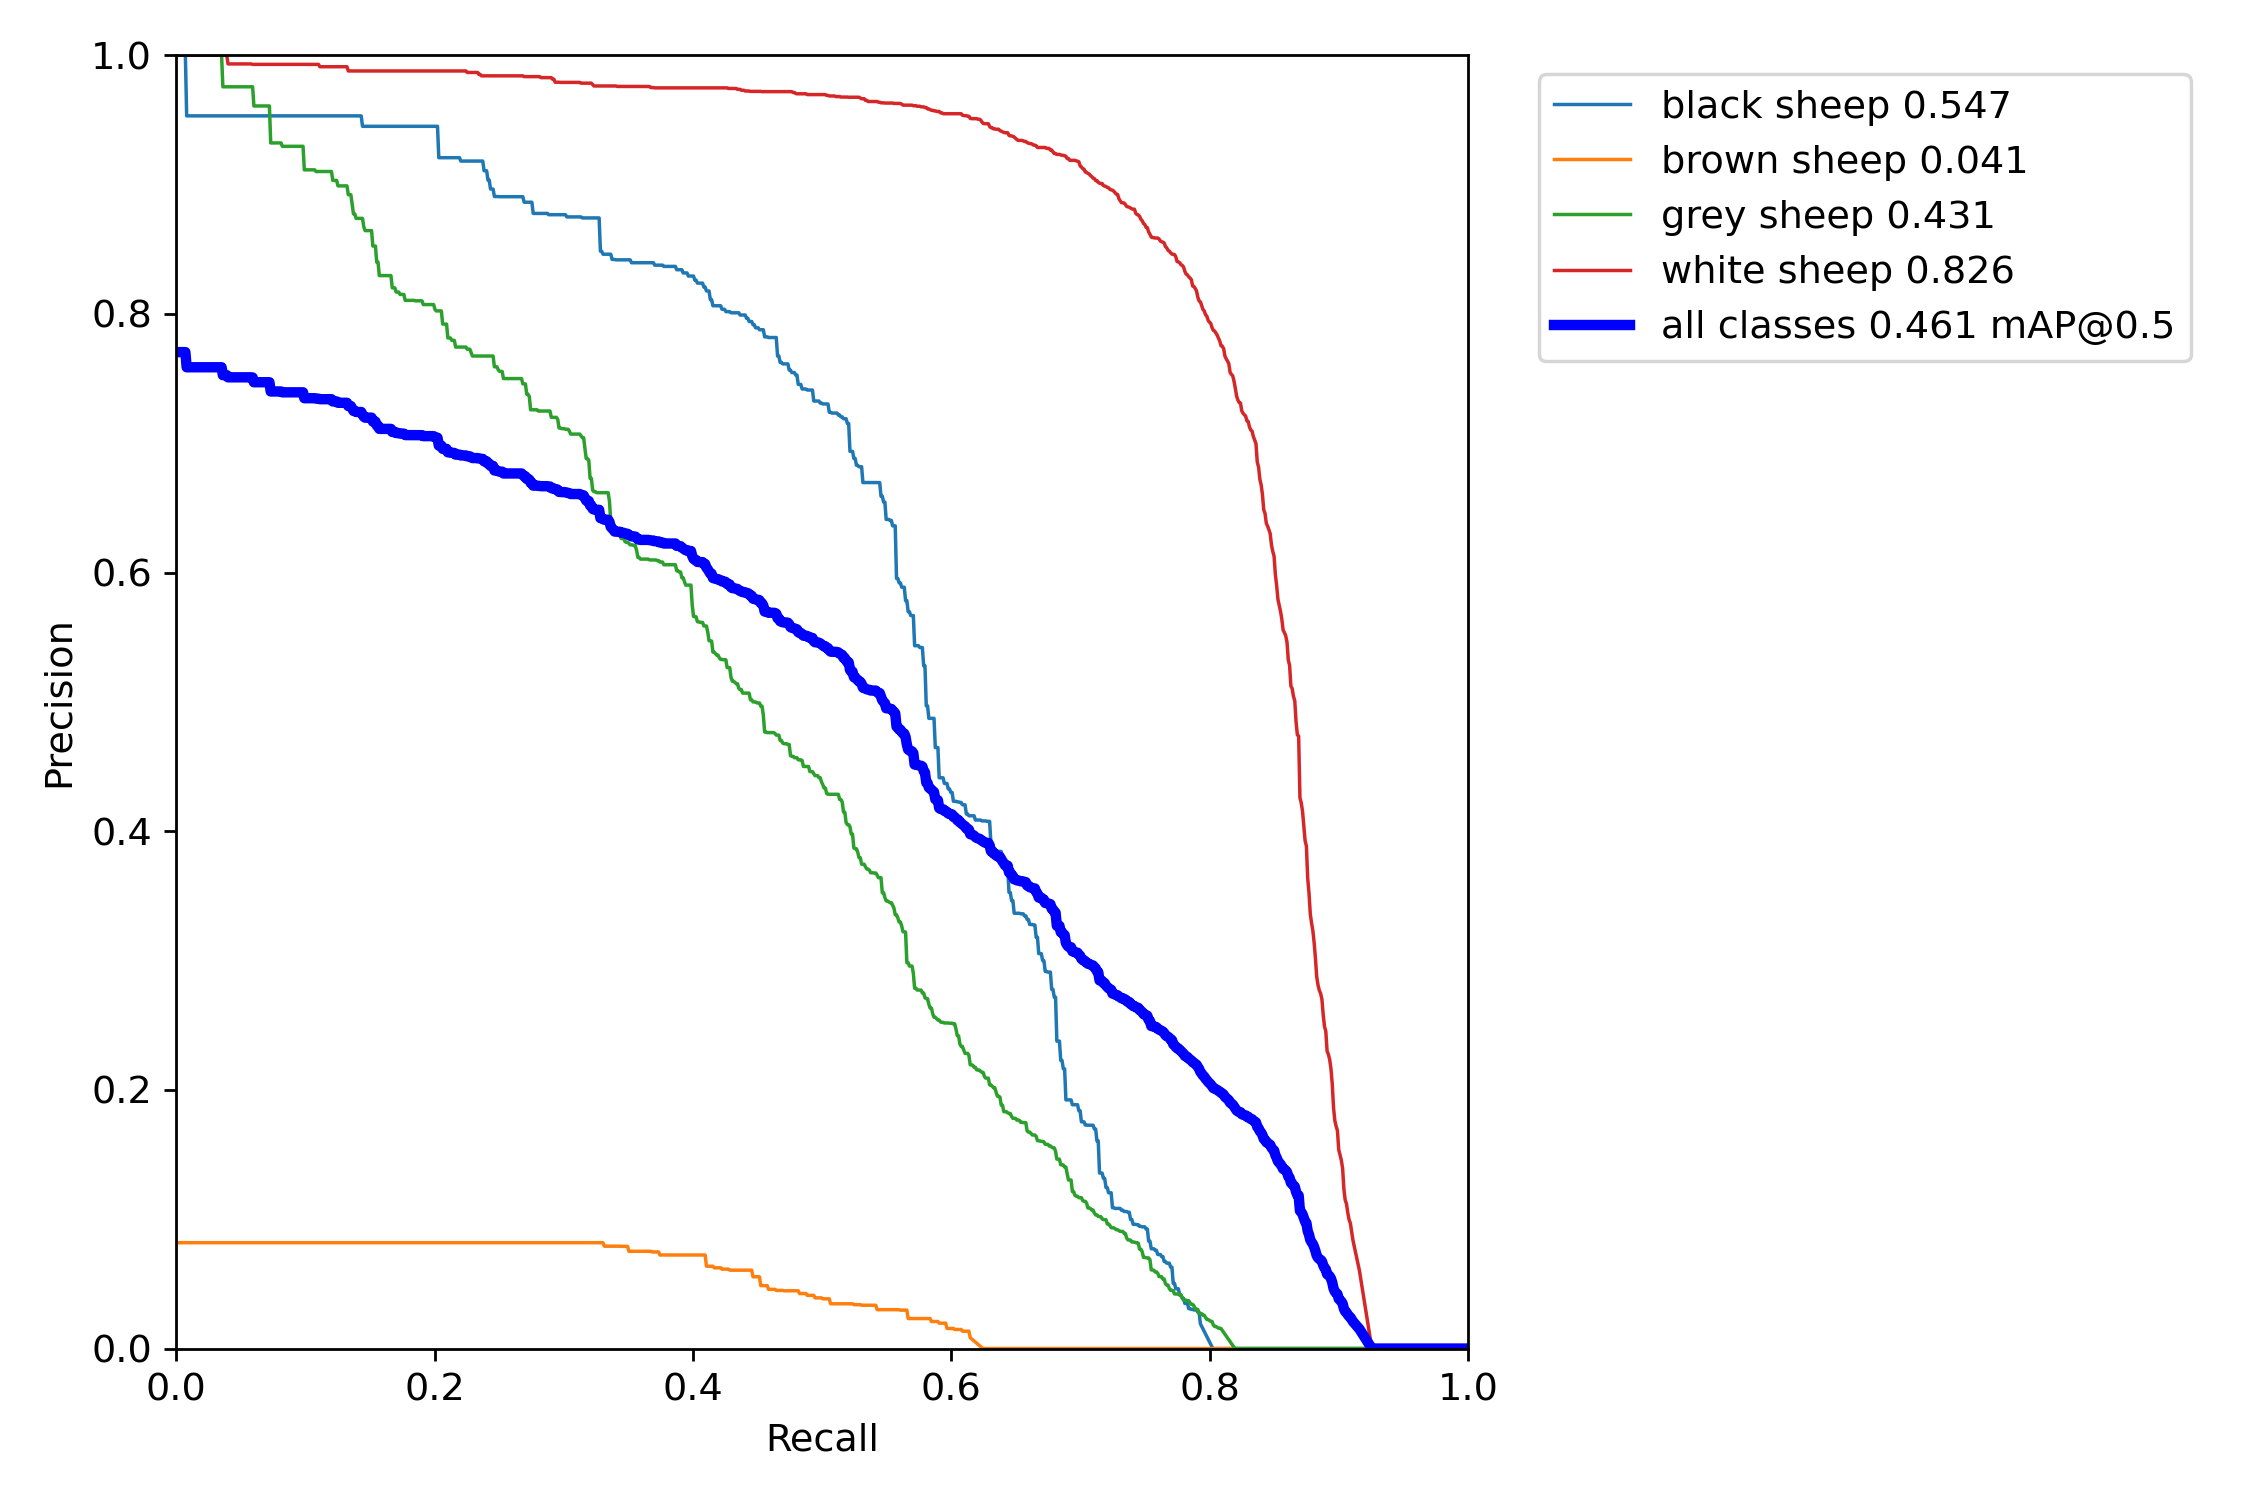 1.0
0.8
0.6
0.4
0.2
0.0
Precision
0.0 0.2 0.4 0.6 0.8 1.0
Recall
black sheep 0.547
brown sheep 0.041
grey sheep 0.431
white sheep 0.826
all classes 0.461 mAP@0.5